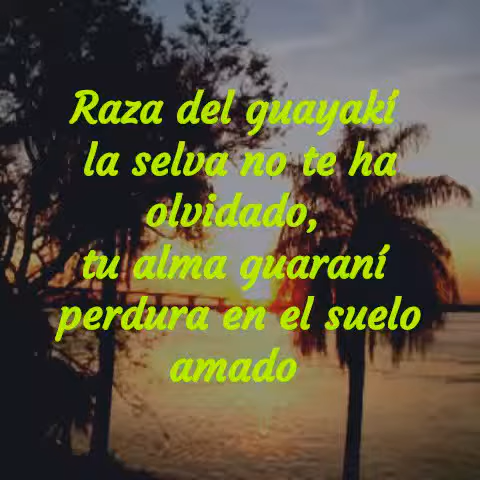 Raza del guayakí
la selva no te ha
olvidado,
tu alma guaraní
perdura en el suelo
amado